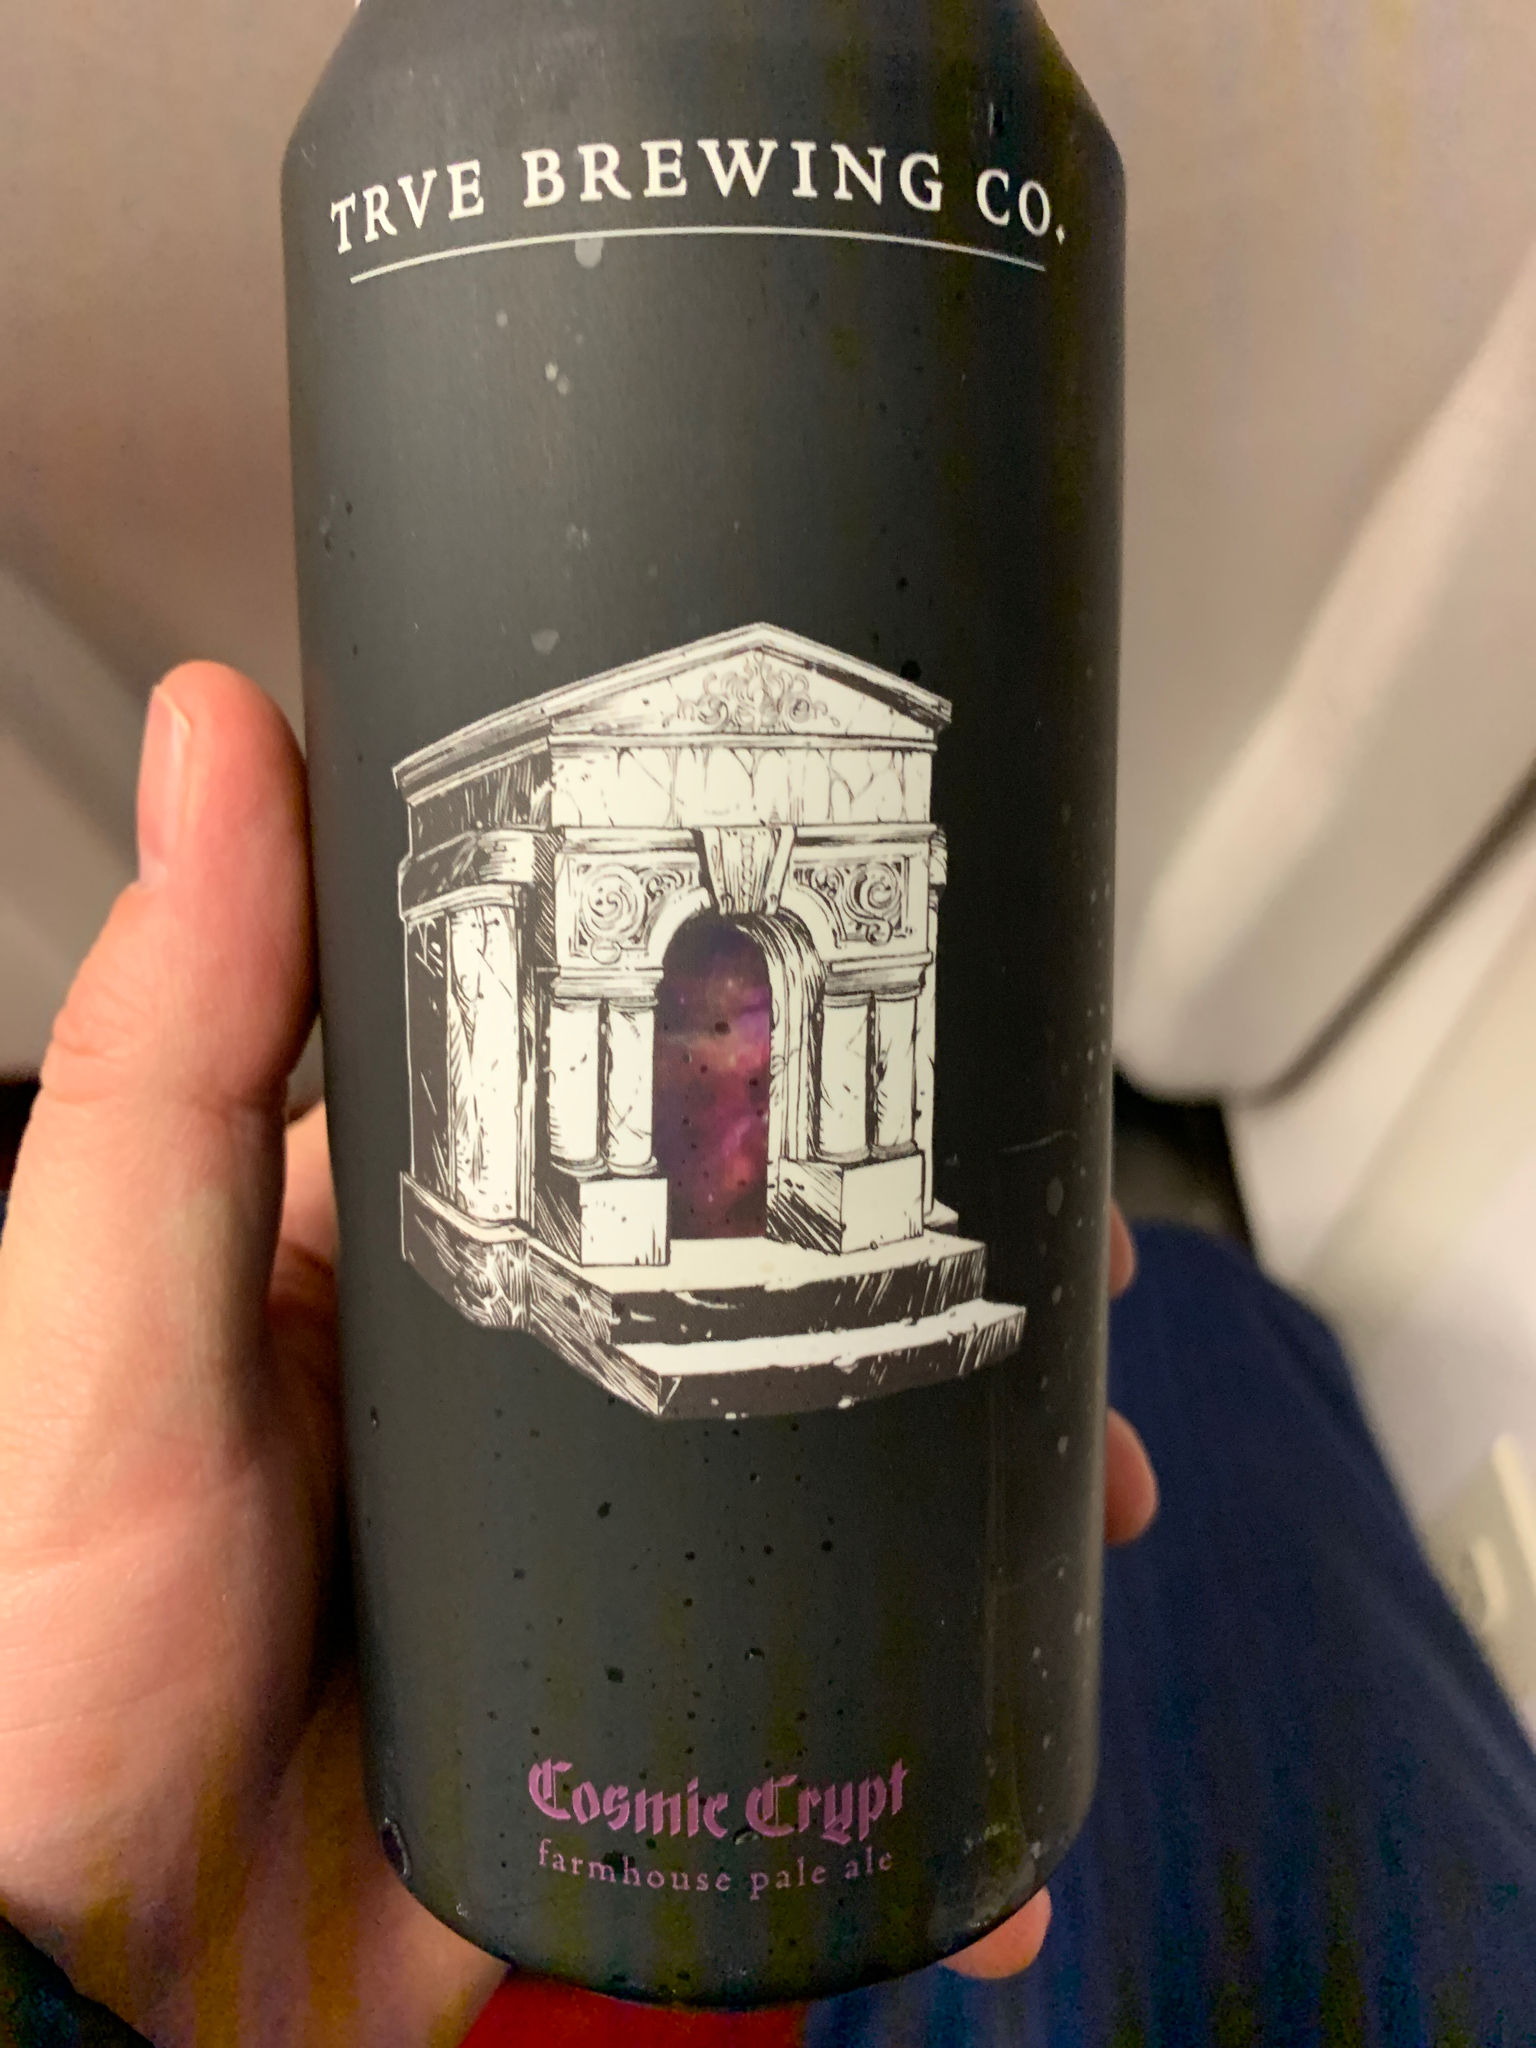 TRVE BREWING CO.
Cosmic Crypt
farmhouse pale ale